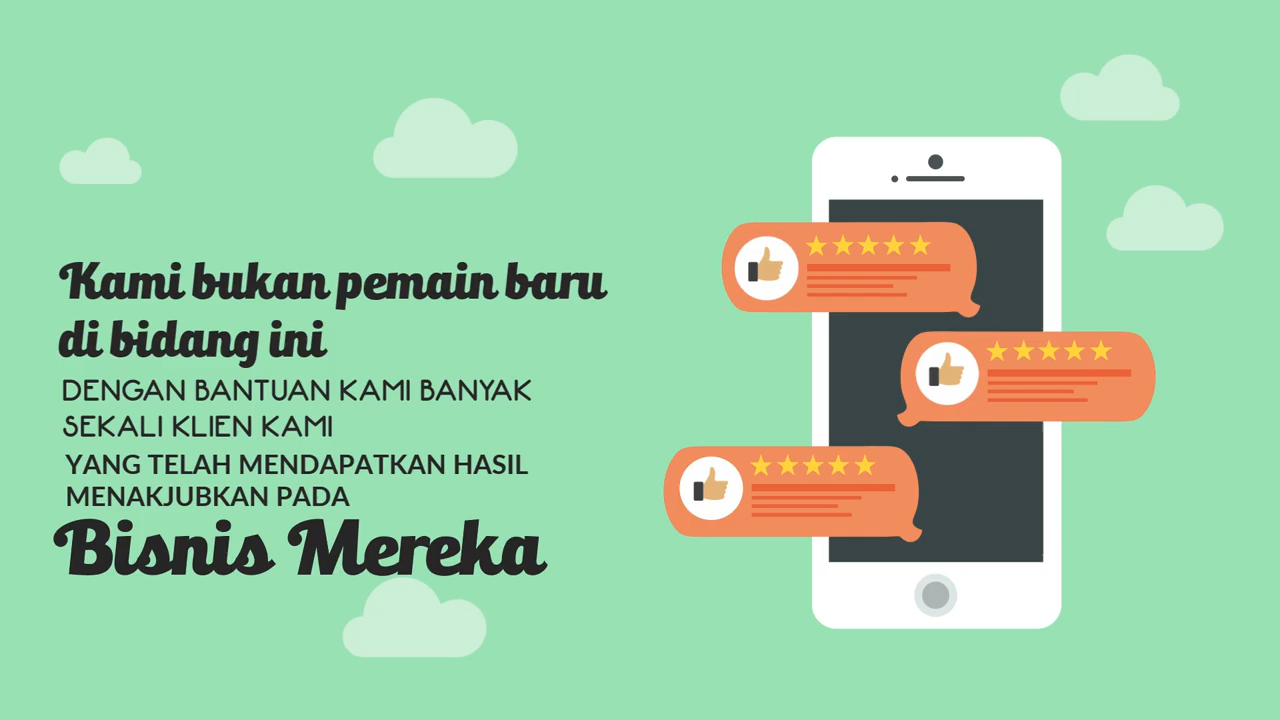 Kami bukan pemain baru
di bidang ini
DENGAN BANTUAN KAMI BANYAK
SEKALI KLIEN KAMI
YANG TELAH MENDAPATKAN HASIL
MENAKJUBKAN PADA
Bisnis Mereka